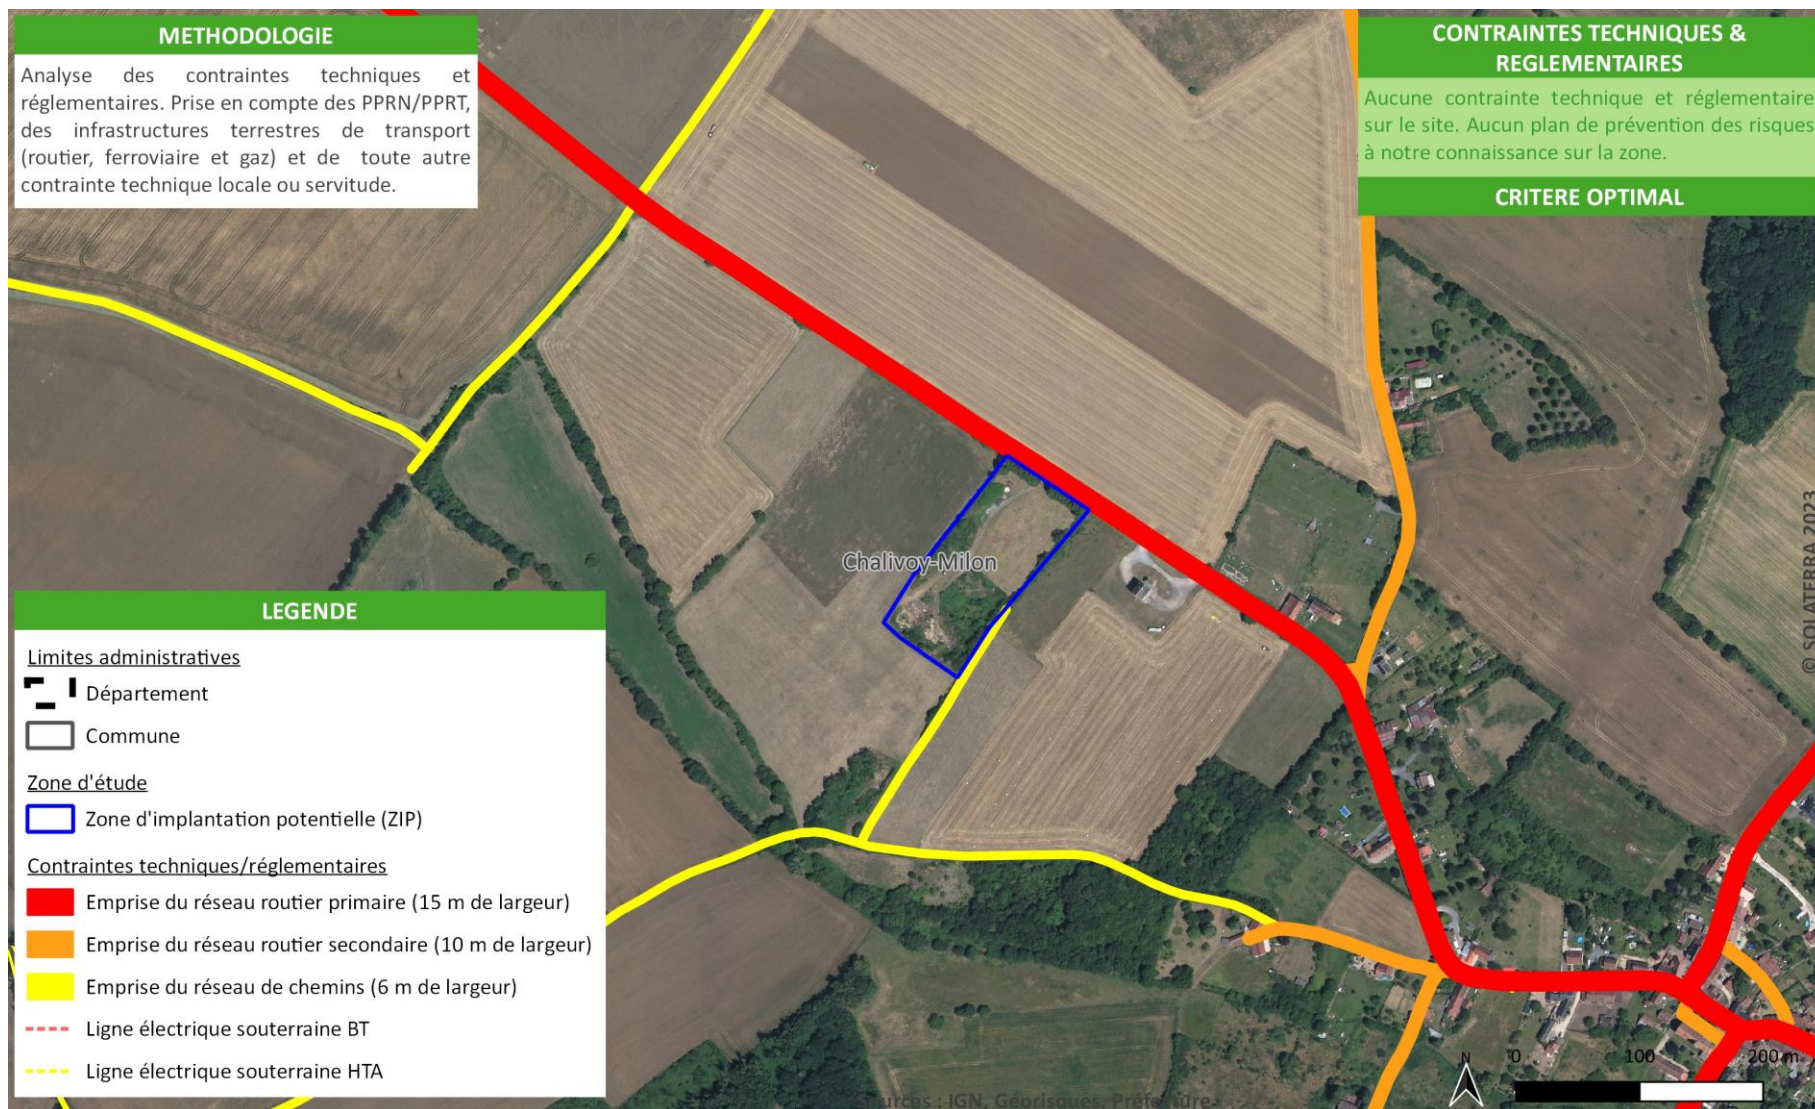 METHODOLOGIE
Analyse des contraintes techniques et
réglementaires. Prise en compte des PPRN/PPRT,
des infrastructures terrestres de transport
(routier, ferroviaire et gaz) et de toute autre
contrainte technique locale ou servitude.
CONTRAINTES TECHNIQUES &
REGLEMENTAIRES
Aucune contrainte technique et réglementaire
sur le site. Aucun plan de prévention des risques
à notre connaissance sur la zone.
CRITERE OPTIMAL
Chalivoy-Milon
© SOLATERRA 2023
LEGENDE
Limites administratives
Département
Commune
Zone d'étude
Zone d'implantation potentielle (ZIP)
Contraintes techniques/réglementaires
Emprise du réseau routier primaire (15 m de largeur)
Emprise du réseau routier secondaire (10 m de largeur)
Emprise du réseau de chemins (6 m de largeur)
Ligne électrique souterraine BT
Ligne électrique souterraine HTA
N
0 100 200 m
Sources : IGN, Géorisques, Préfecture